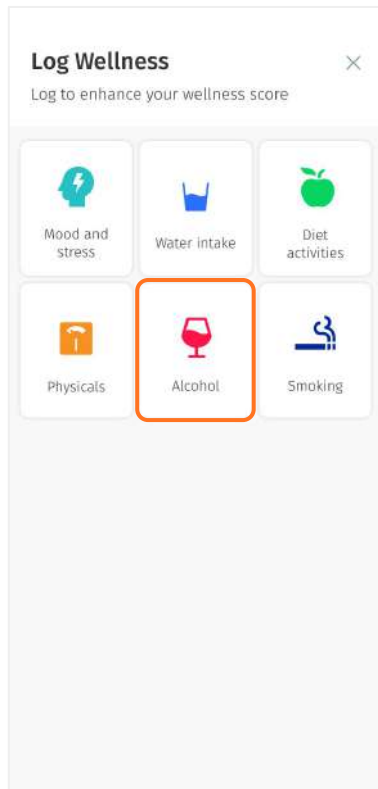 Log Wellness
Log to enhance your wellness score
Mood and
stress
Water intake
Diet
activities
Physicals
Alcohol
Smoking